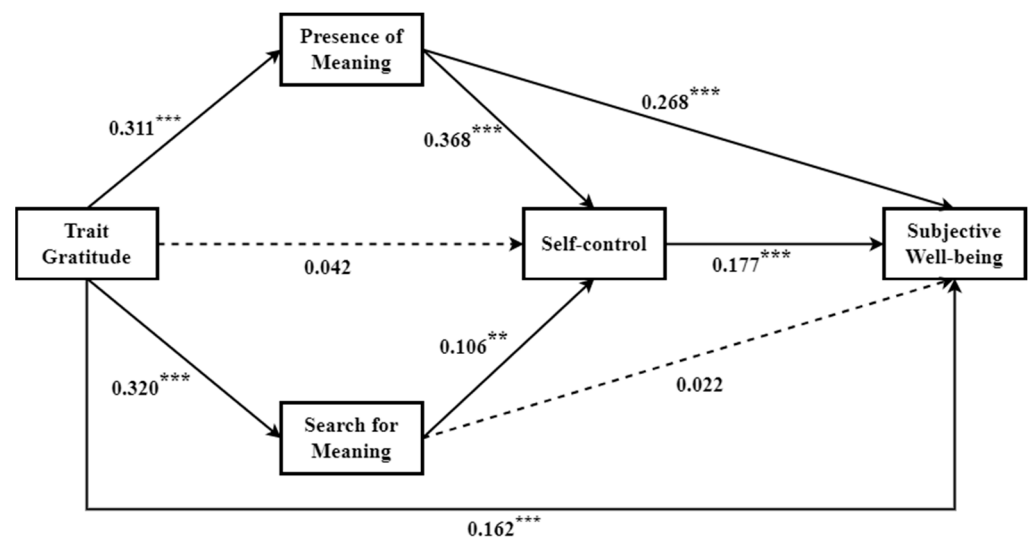 Presence of
Meaning
0.268***
0.311***
0.368***
Trait
Gratitude
Self-control
Subjective
Well-being
0.042
0.177***
0.106**
0.320***
0.022
Search for
Meaning
0.162***